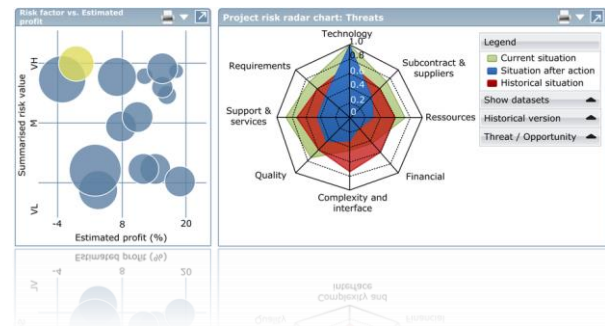 Risk factor vs. Estimated
profit
Summarised risk value
VH
M
VL
-4
8
20
Estimated profit (%)
Project risk radar chart: Threats
Technology
1.0
0.8
0.6
0.4
0.2
0
Requirements
Subcontract &
suppliers
Support &
services
Ressources
Quality
Financial
Complexity and
interface
Legend
Current situation
Situation after action
Historical situation
Show datasets
Historical version
Threat / Opportunity